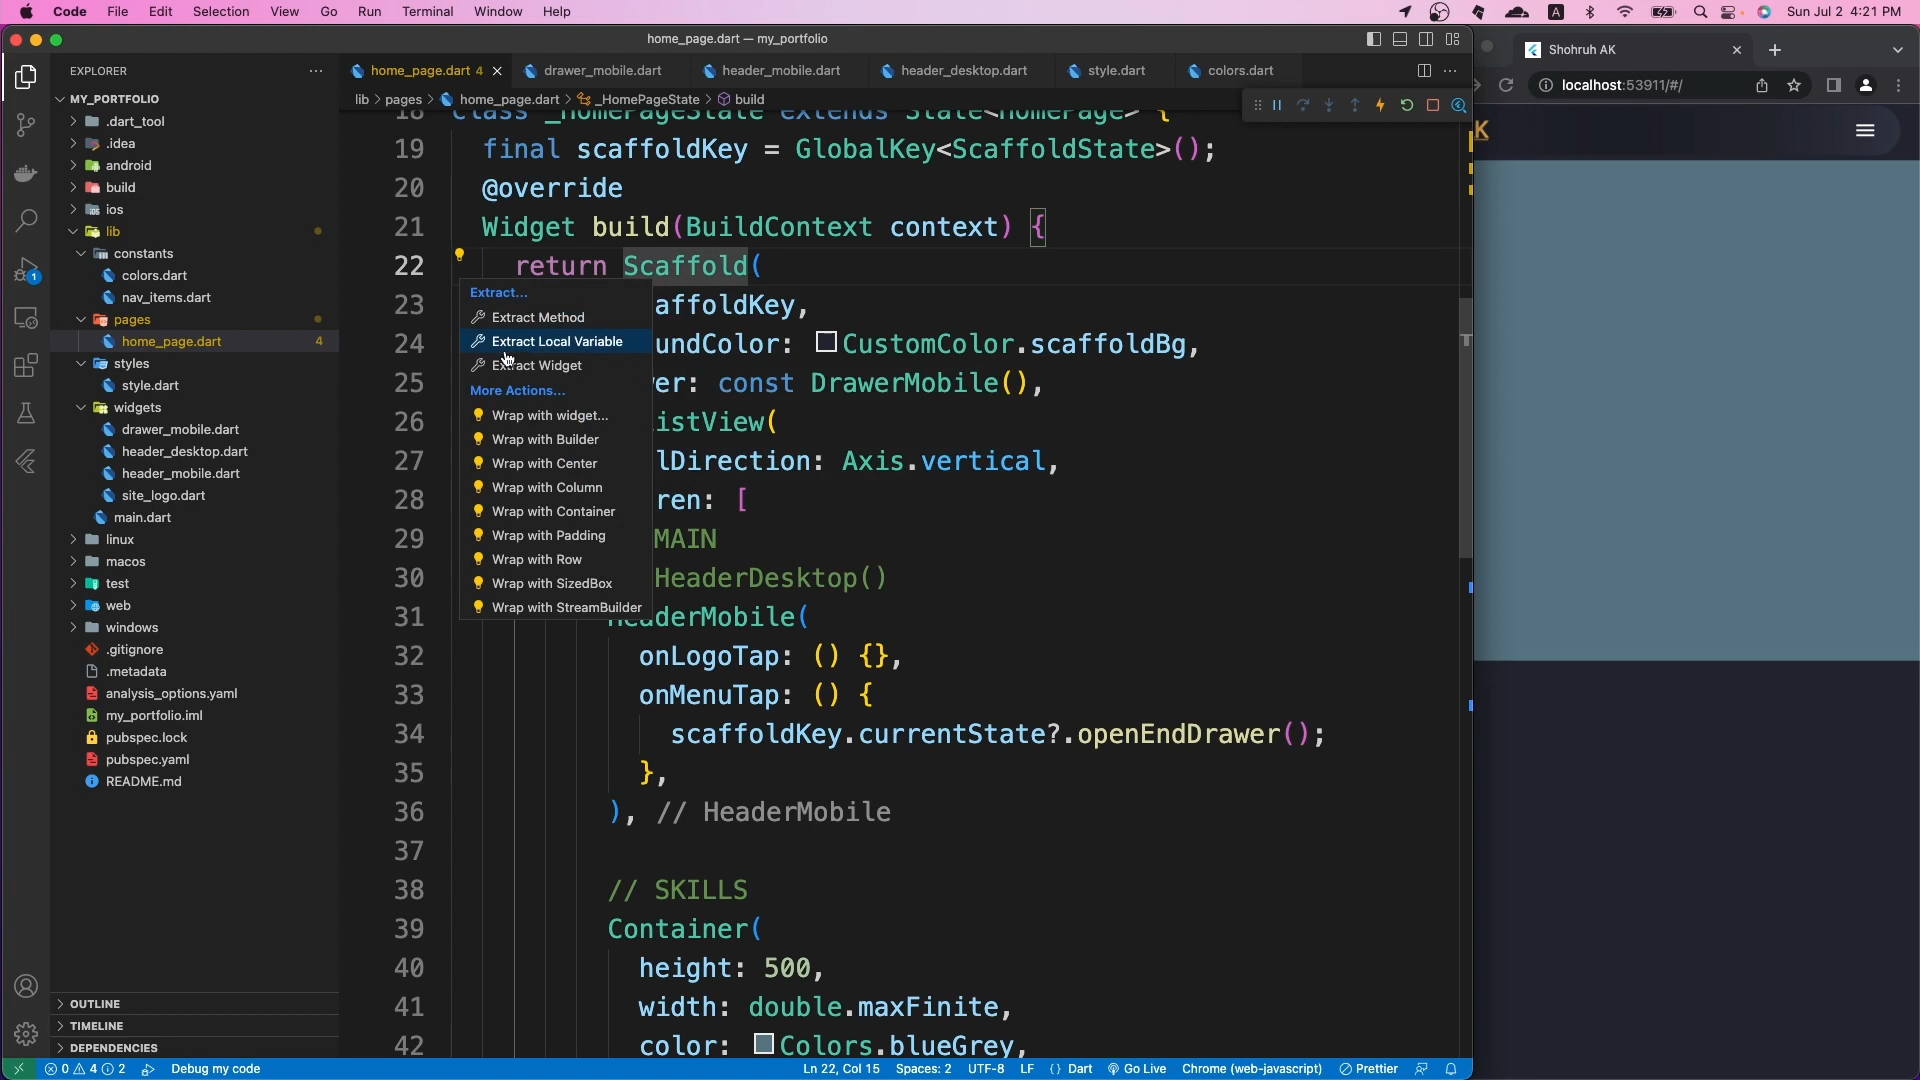 Code File Edit Selection View Go Run Terminal Window Help
A
Sun Jul 2 4:21 PM
home_page.dart — my_portfolio
EXPLORER
home_page.dart 4
drawer_mobile.dart
header_mobile.dart
header_desktop.dart
style.dart
colors.dart
lib > pages > home_page.dart > _HomePageState > build
Shohruh AK
localhost:53911/#/
K
MY_PORTFOLIO
.dart_tool
.idea
android
build
ios
lib
constants
colors.dart
nav_items.dart
pages
home_page.dart 4
styles
style.dart
widgets
drawer_mobile.dart
header_desktop.dart
header_mobile.dart
site_logo.dart
main.dart
linux
macos
test
web
windows
.gitignore
.metadata
analysis_options.yaml
my_portfolio.iml
pubspec.lock
pubspec.yaml
README.md
OUTLINE
TIMELINE
DEPENDENCIES
1
18 class _HomePageState extends State<HomePage> {
19 final scaffoldKey = GlobalKey<ScaffoldState>();
20 @override
21 Widget build(BuildContext context) {
22 return Scaffold(
23 affoldKey,
24 undColor: CustomColor.scaffoldBg,
25 er: const DrawerMobile(),
26 istView(
27 lDirection: Axis.vertical,
28 ren: [
29 MAIN
30 HeaderDesktop()
31 HeaderMobile(
32 onLogoTap: () {},
33 onMenuTap: () {
34 scaffoldKey.currentState?.openEndDrawer();
35 },
36 ), // HeaderMobile
37
38 // SKILLS
39 Container(
40 height: 500,
41 width: double.maxFinite,
42 color: Colors.blueGrey,
Extract...
Extract Method
Extract Local Variable
Extract Widget
More Actions...
Wrap with widget...
Wrap with Builder
Wrap with Center
Wrap with Column
Wrap with Container
Wrap with Padding
Wrap with Row
Wrap with SizedBox
Wrap with StreamBuilder
0 4 2 Debug my code
Ln 22, Col 15 Spaces: 2 UTF-8 LF {} Dart Go Live Chrome (web-javascript) Prettier